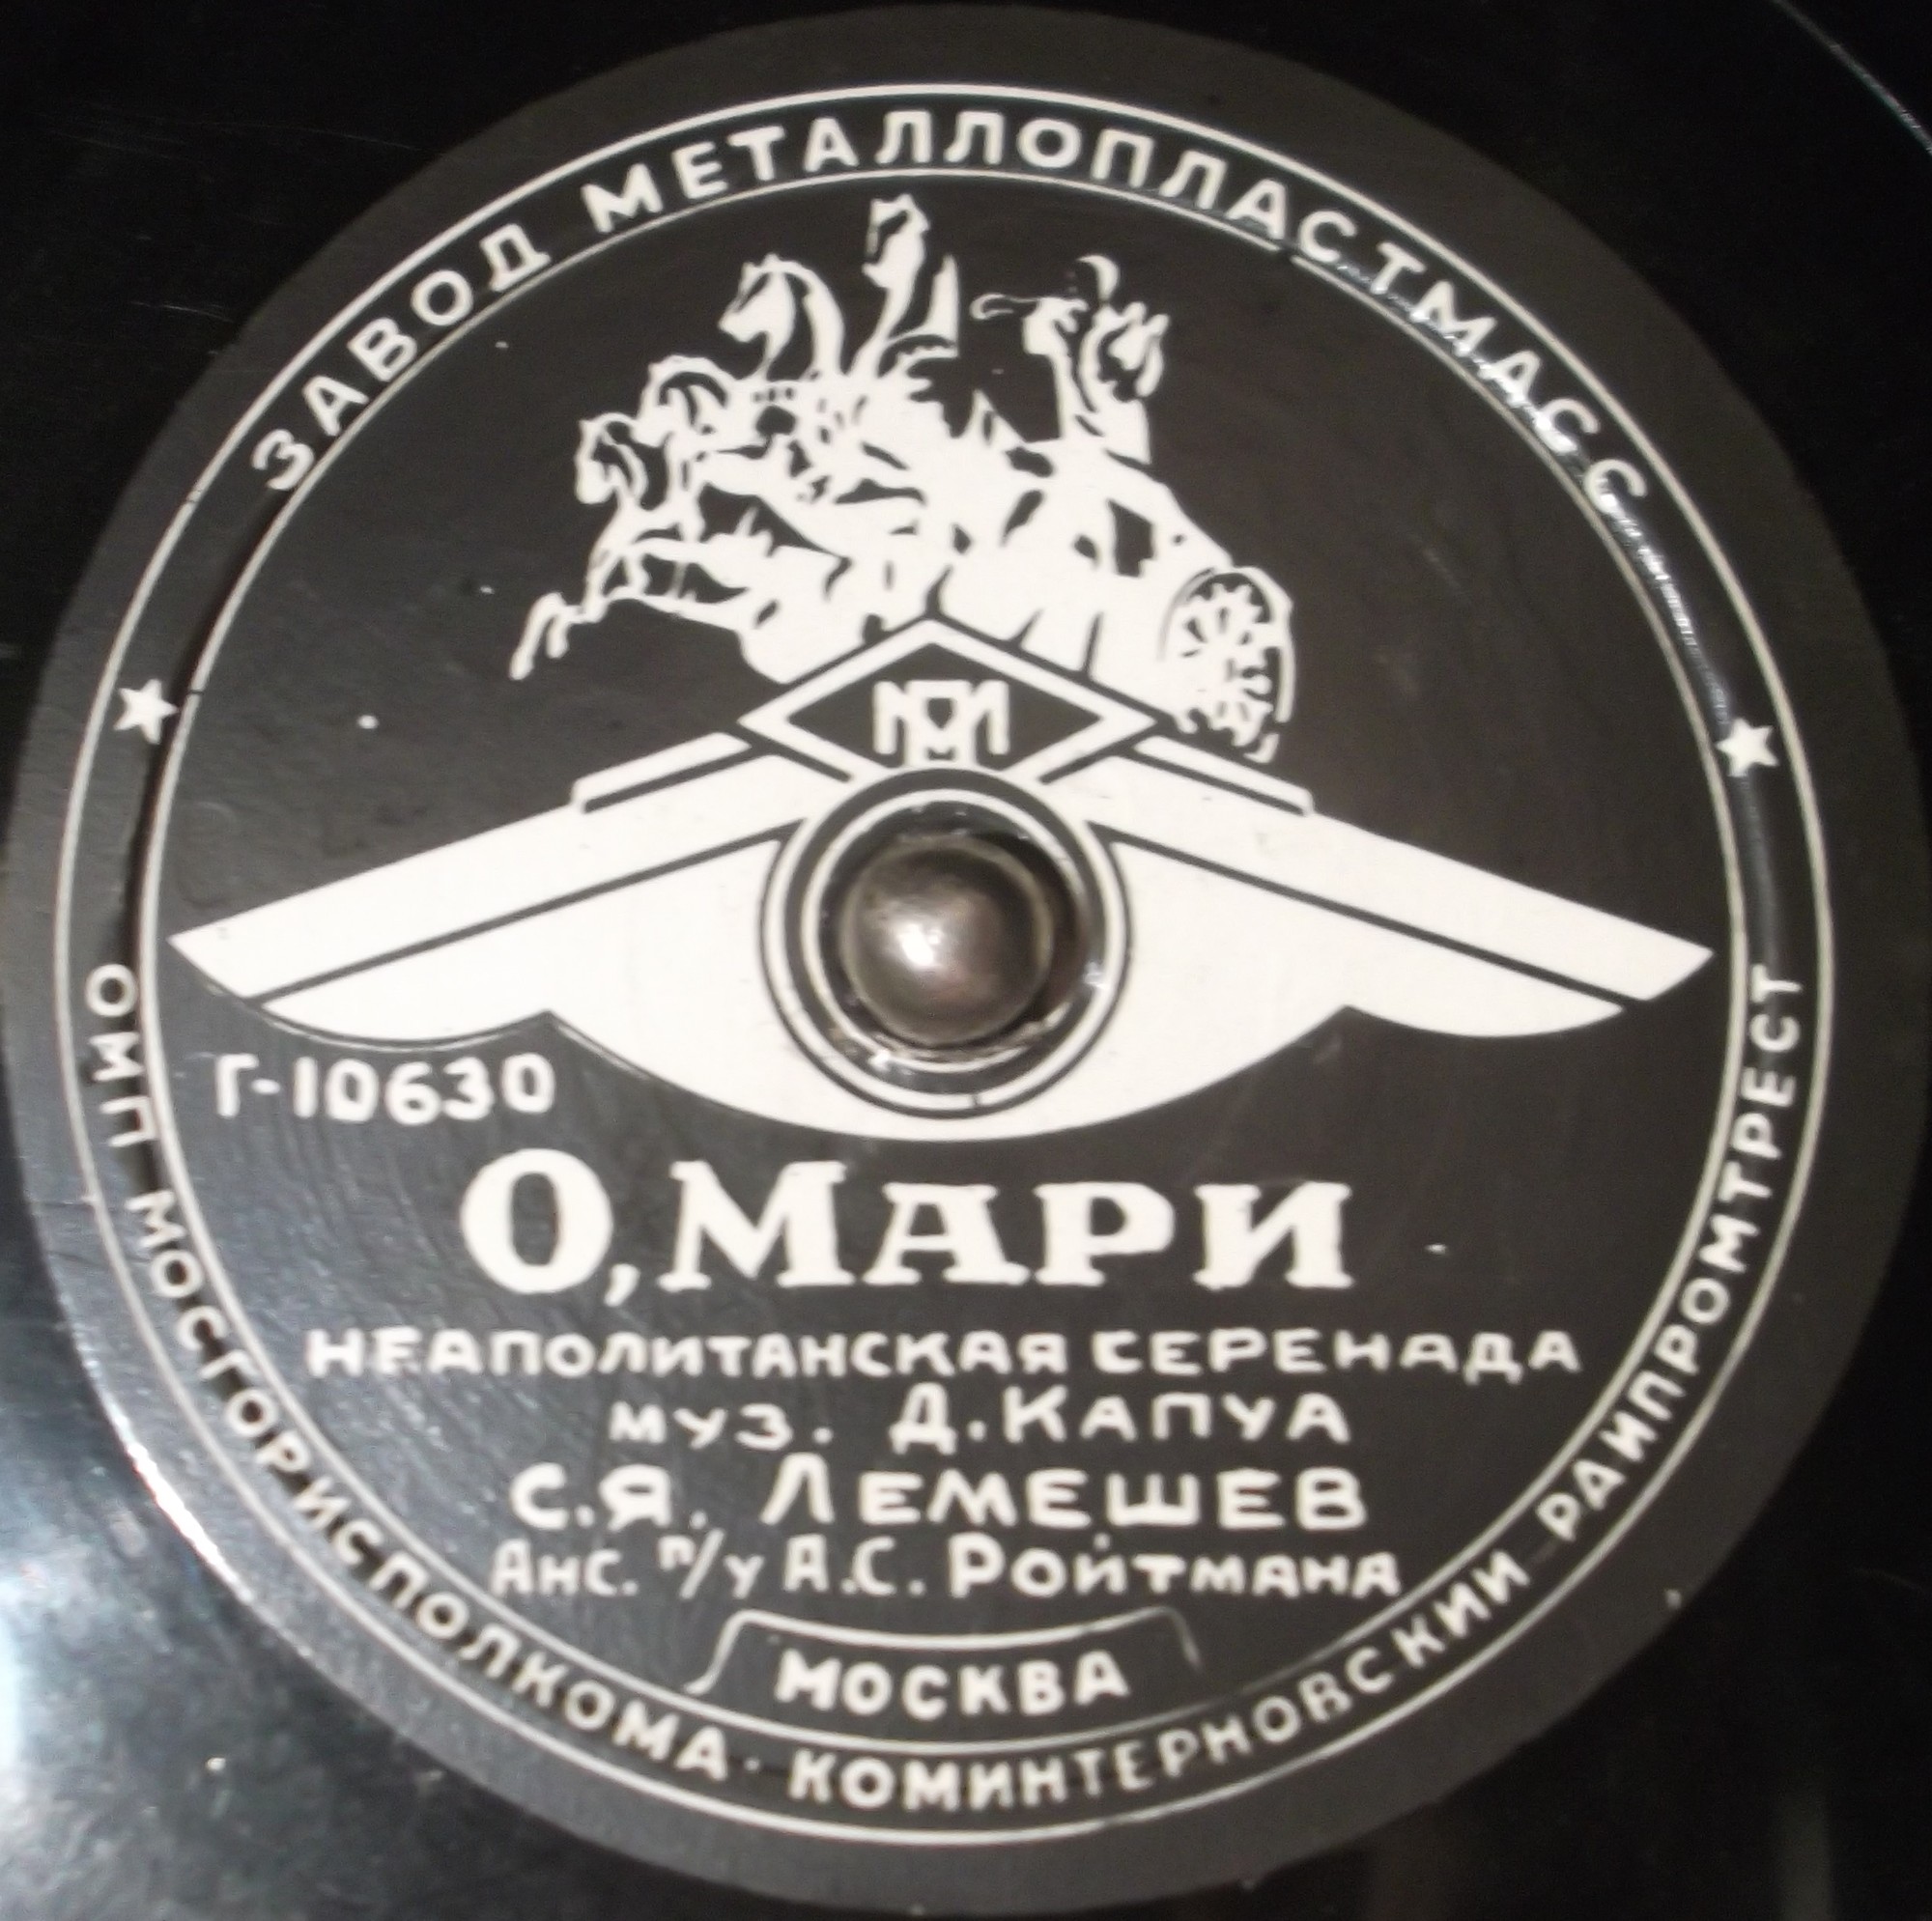 ЗАВОД МЕТАЛЛОПЛАСТМАСС
Г-10630
О, МАРИ
НЕАПОЛИТАНСКАЯ СЕРЕНАДА
МУЗ. Д. КАПУА
С.Я. ЛЕМЕШЕВ
Анс. п/у А.С. РОЙТМАНА
МОСКВА
ОМП МОСГОРИСПОЛКОМА · КОМИНТЕРНОВСКИЙ РАЙПРОМТРЕСТ